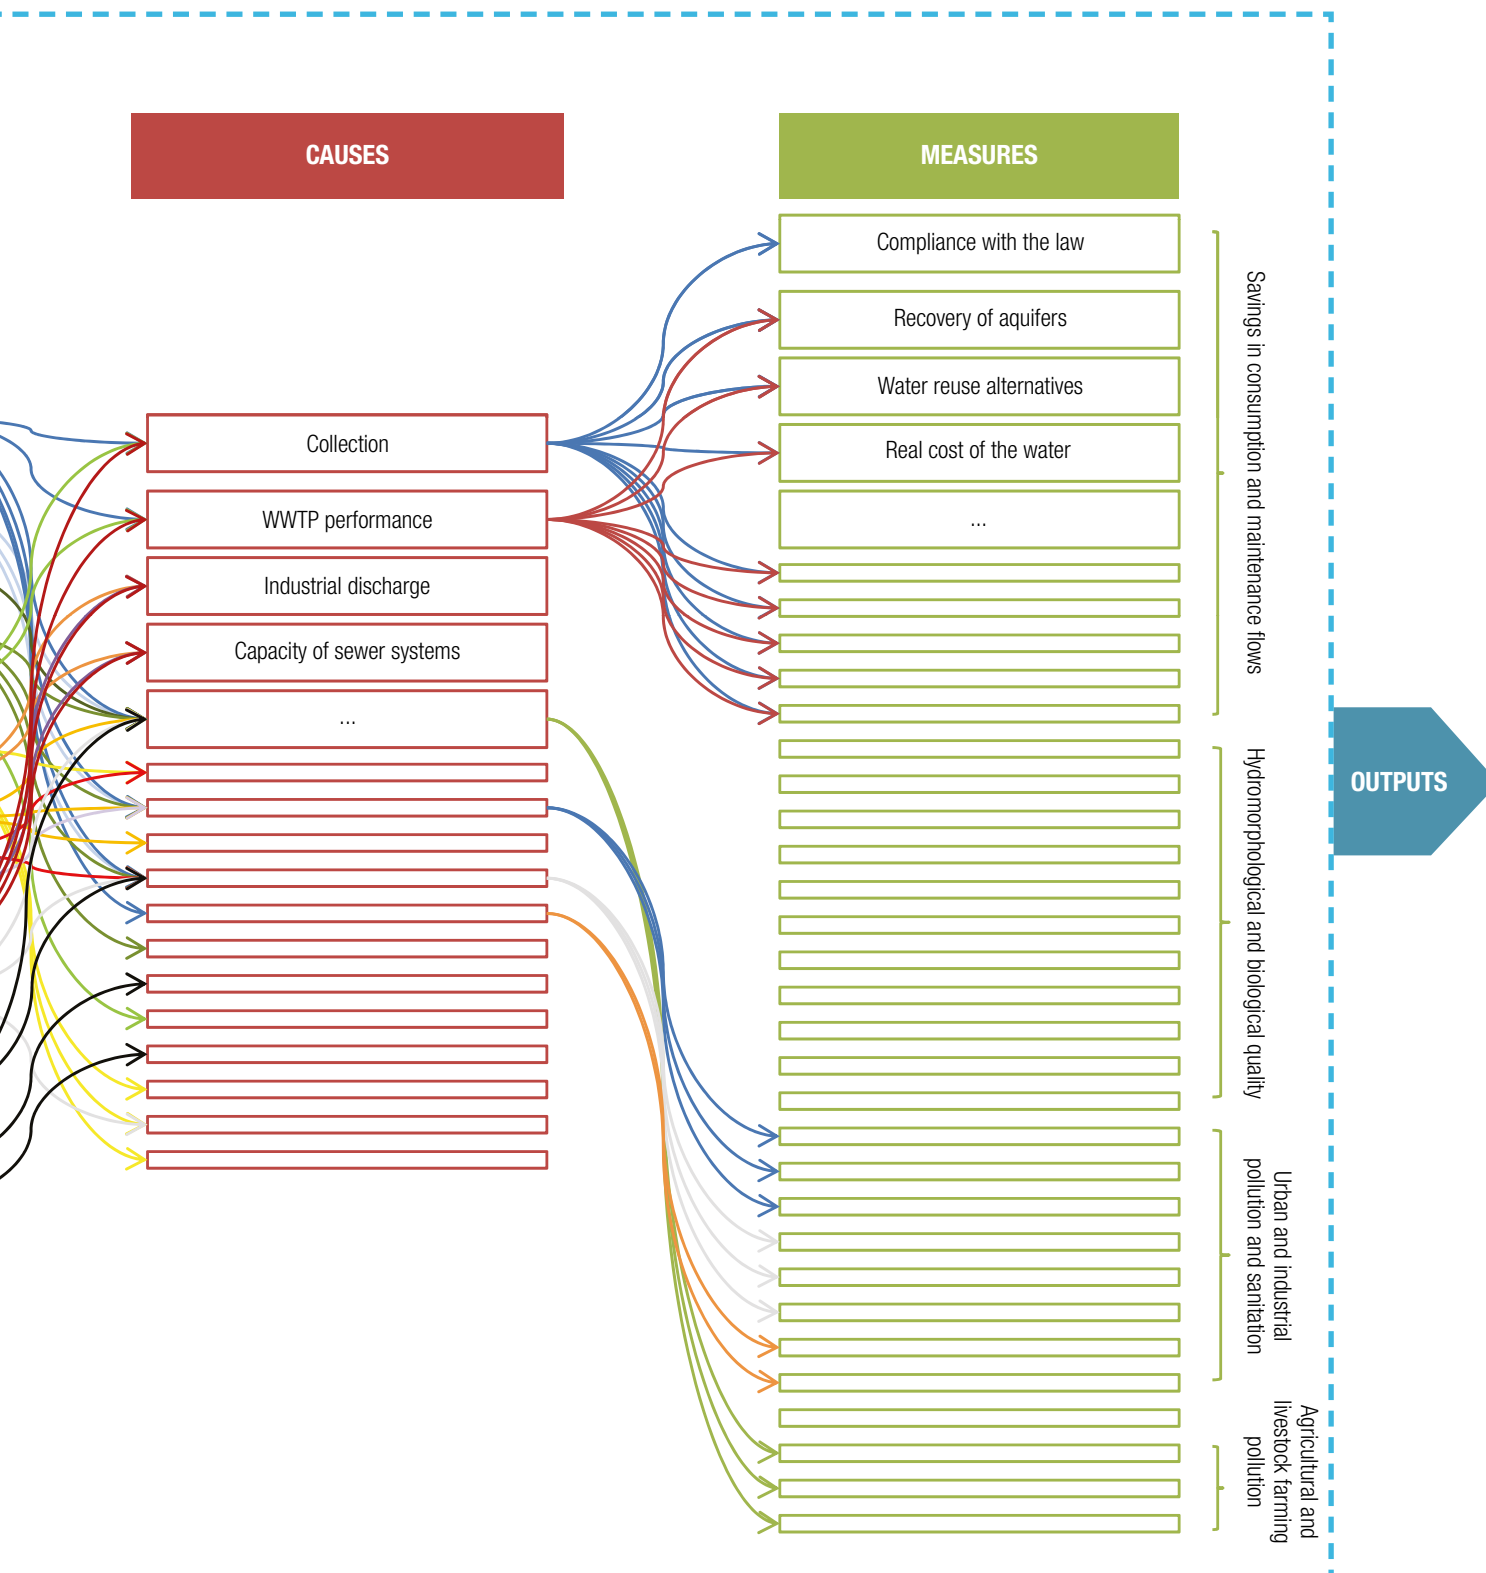 CAUSES
MEASURES
Compliance with the law
Recovery of aquifers
Water reuse alternatives
Real cost of the water
...
Collection
WWTP performance
Industrial discharge
Capacity of sewer systems
...
Savings in consumption and maintenance flows
Hydromorphological and biological quality
Urban and industrial
pollution and sanitation
Agricultural and
livestock farming
pollution
OUTPUTS